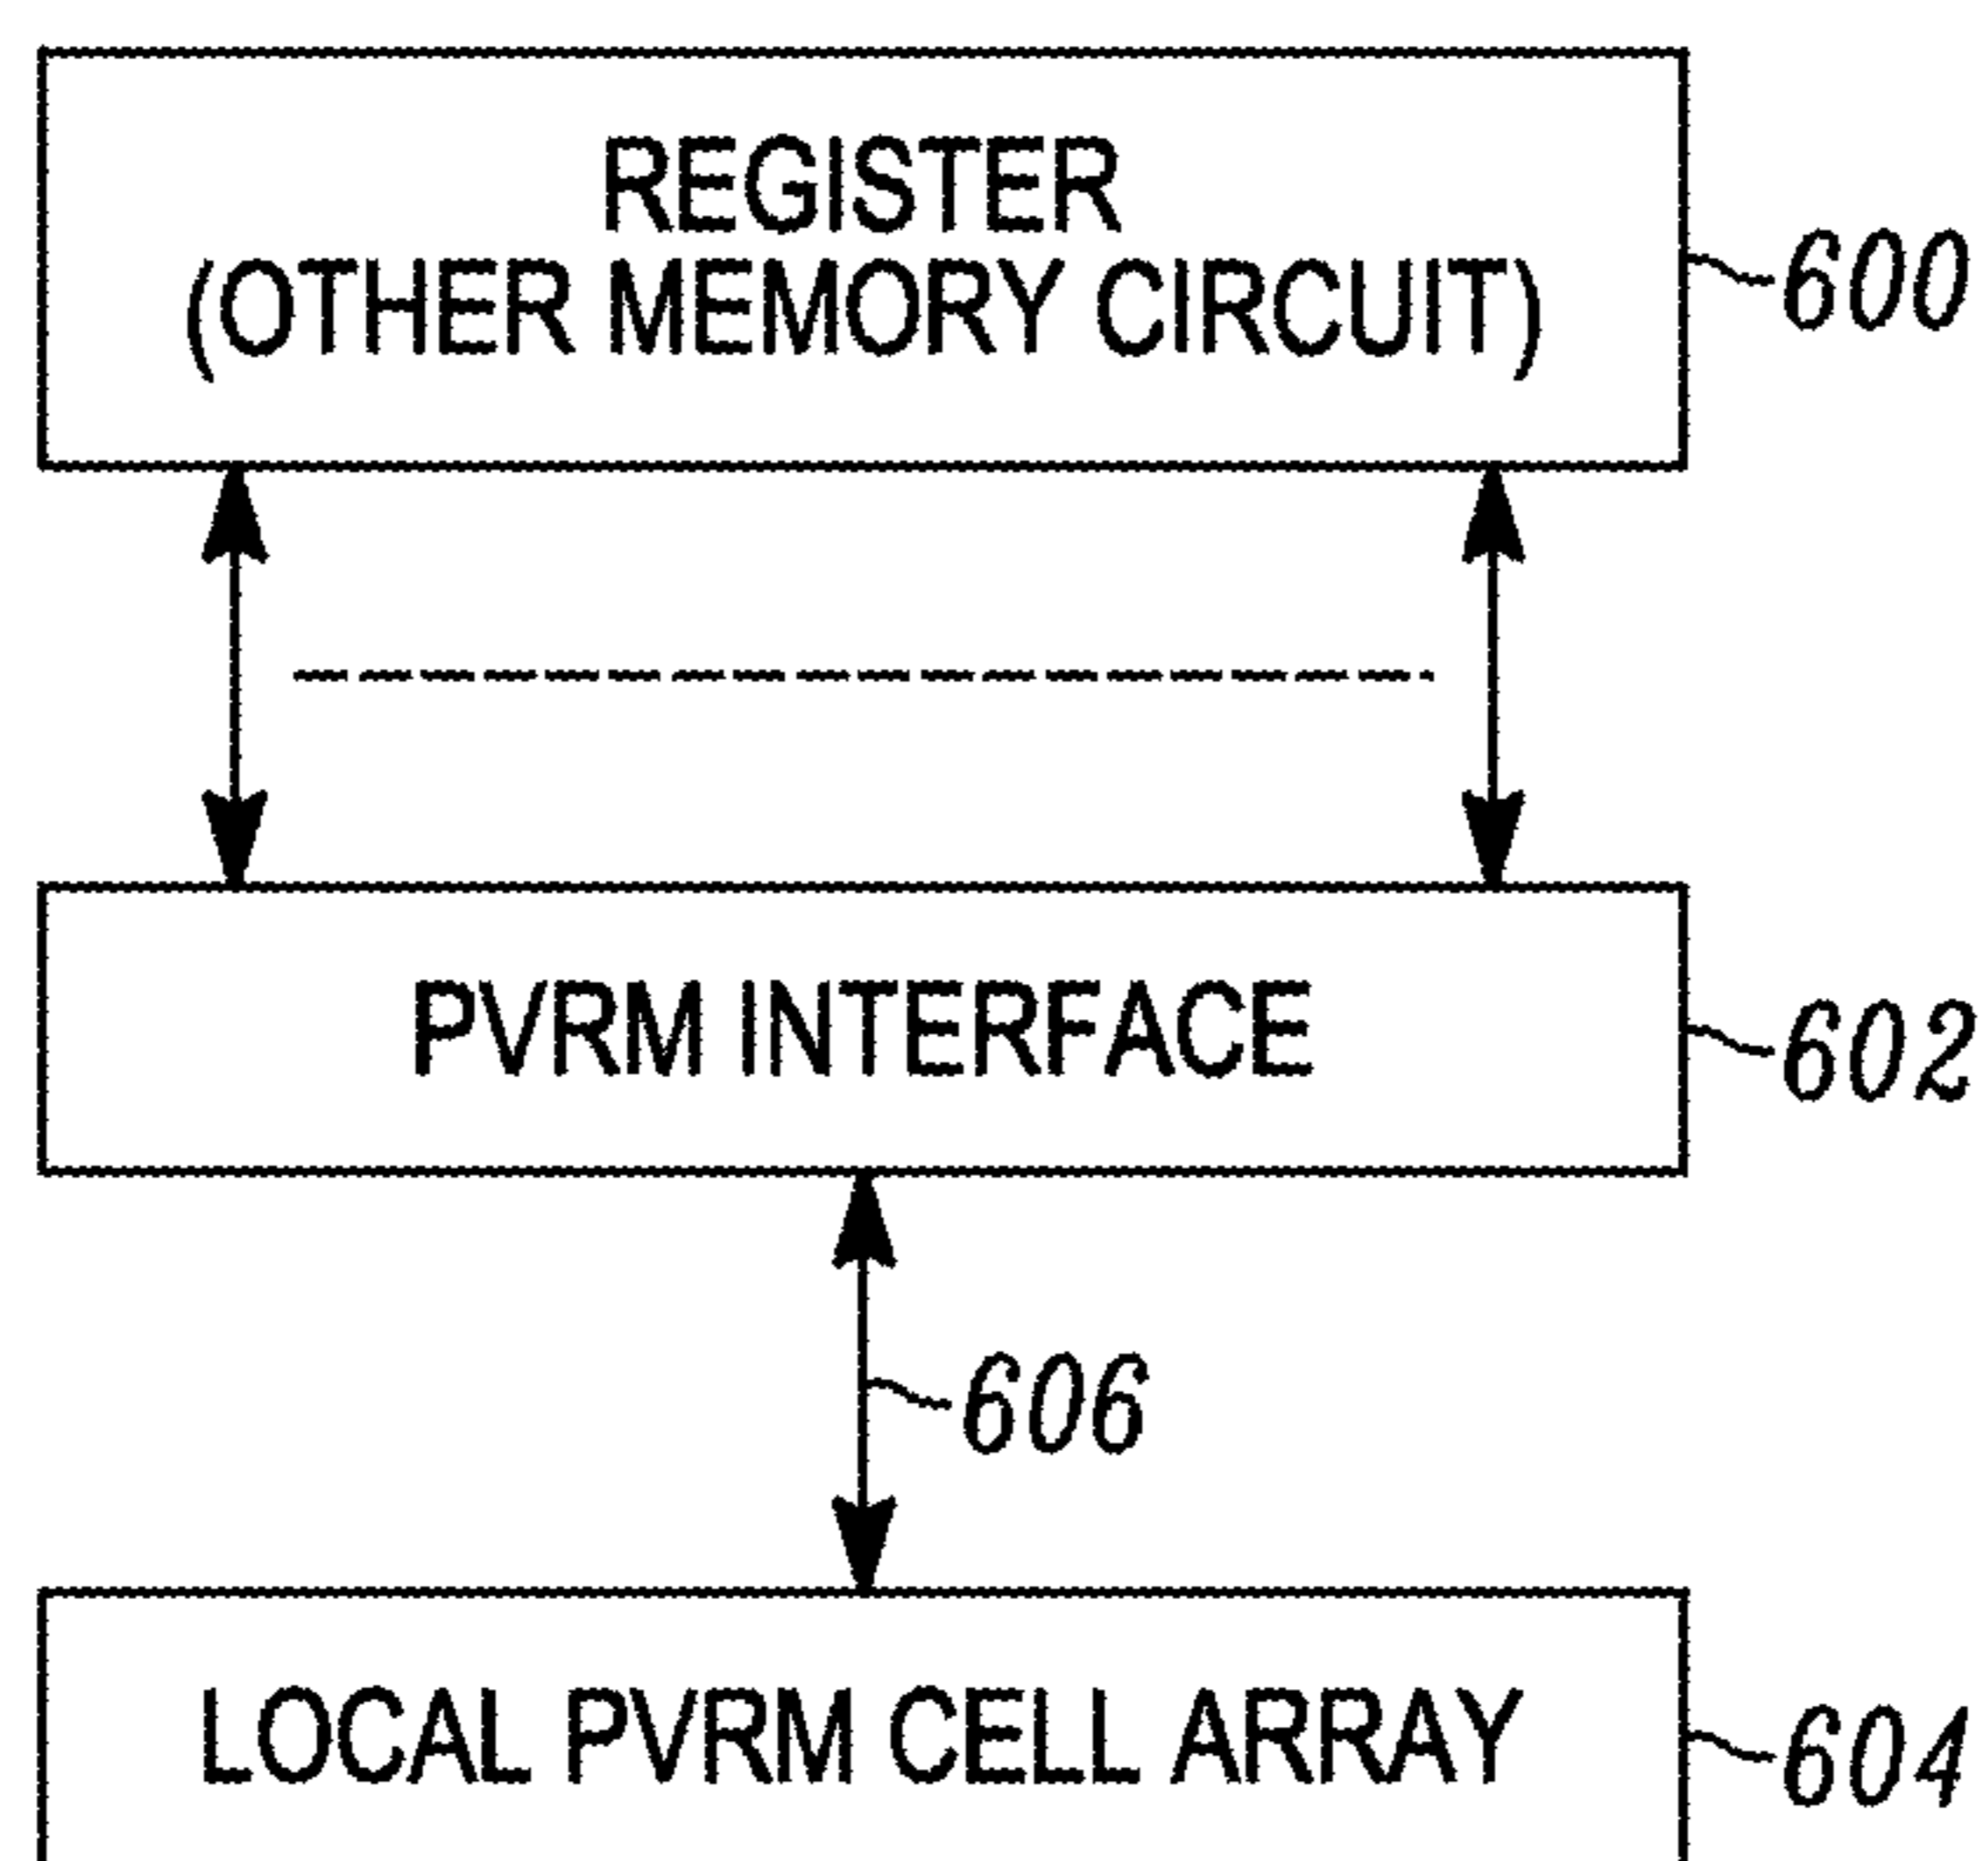 REGISTER
(OTHER MEMORY CIRCUIT)
600
PVRM INTERFACE
602
606
LOCAL PVRM CELL ARRAY
604